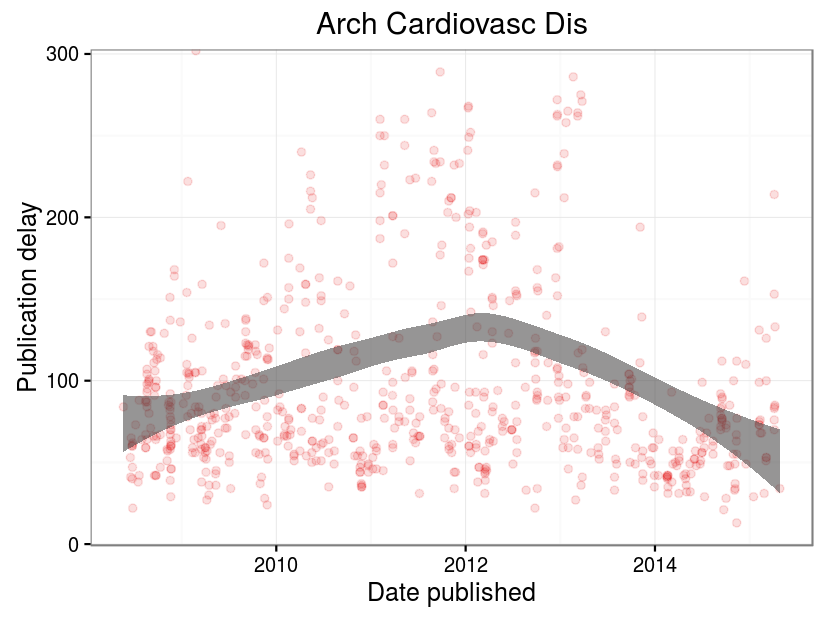 Arch Cardiovasc Dis
300
200
100
0
Publication delay
2010 2012 2014
Date published